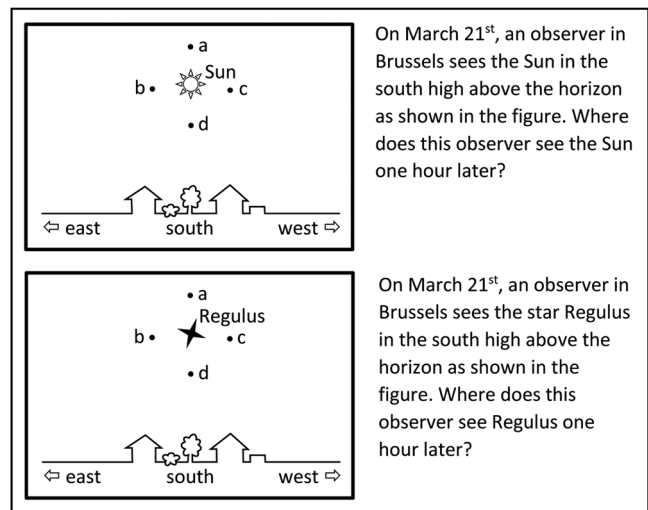 a
Sun
b
c
d
⇦ east south west ⇨
On March 21st, an observer in
Brussels sees the Sun in the
south high above the horizon
as shown in the figure. Where
does this observer see the Sun
one hour later?
a
Regulus
b
c
d
⇦ east south west ⇨
On March 21st, an observer in
Brussels sees the star Regulus
in the south high above the
horizon as shown in the
figure. Where does this
observer see Regulus one
hour later?